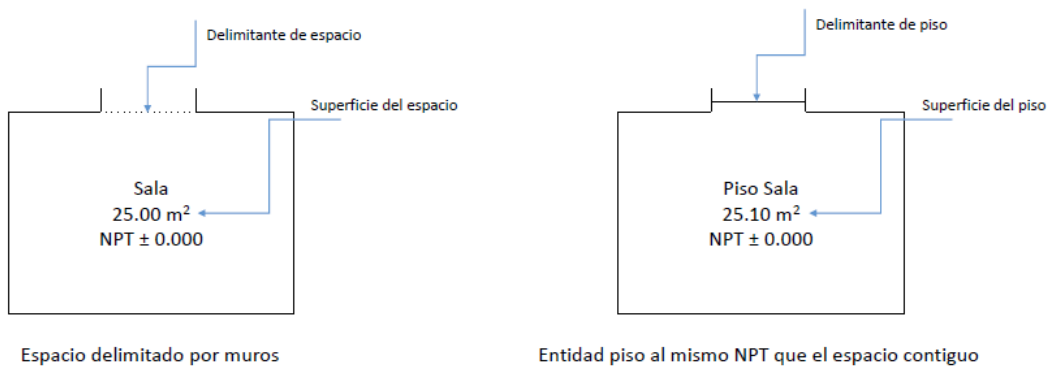 Delimitante de espacio
Superficie del espacio
Sala
25.00 m²
NPT ± 0.000
Espacio delimitado por muros
Delimitante de piso
Superficie del piso
Piso Sala
25.10 m²
NPT ± 0.000
Entidad piso al mismo NPT que el espacio contiguo